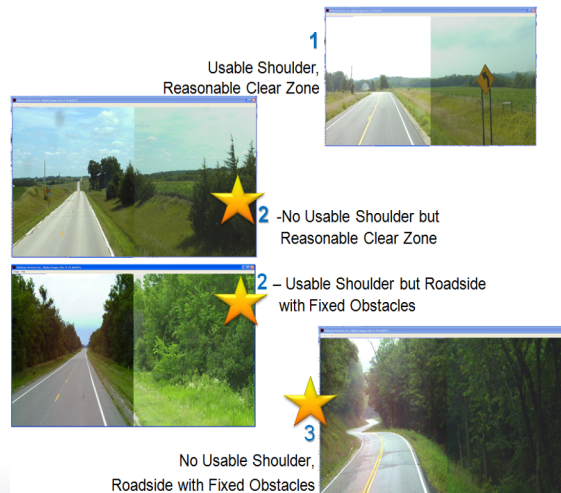 1
Usable Shoulder,
Reasonable Clear Zone
2 -No Usable Shoulder but
Reasonable Clear Zone
2 – Usable Shoulder but Roadside
with Fixed Obstacles
3
No Usable Shoulder,
Roadside with Fixed Obstacles